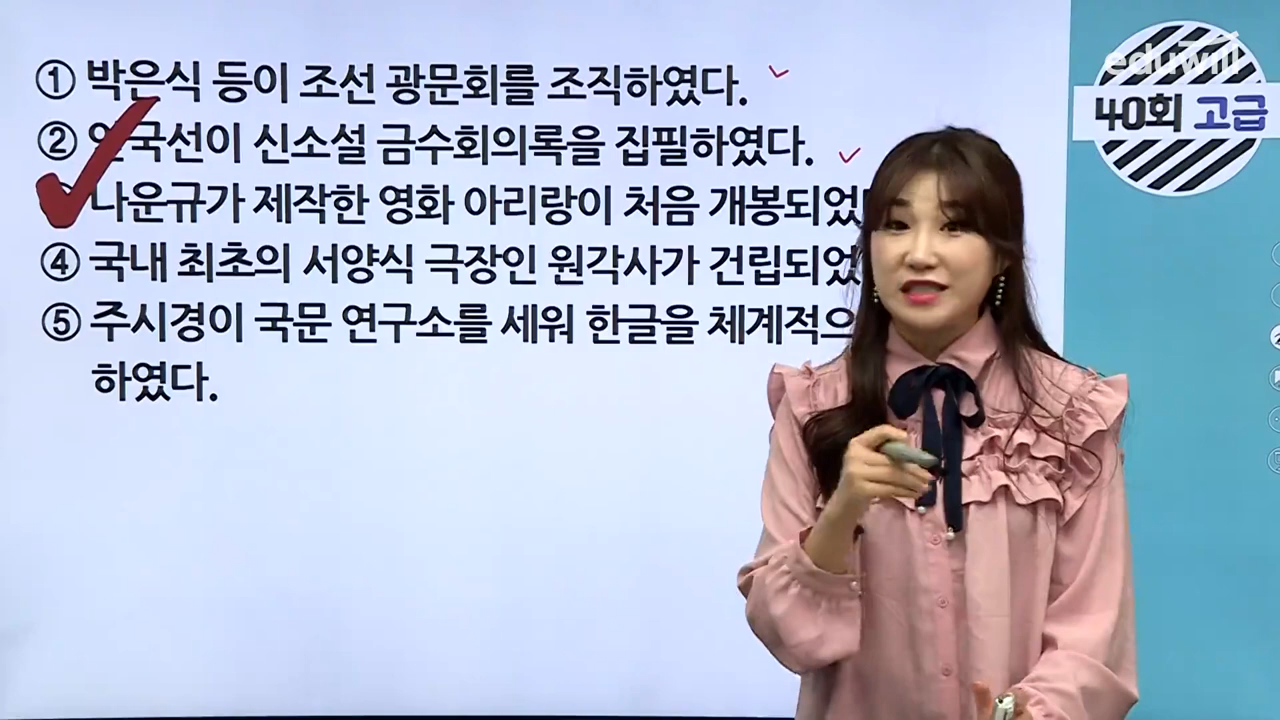 ① 박은식 등이 조선 광문회를 조직하였다.
② 국선이 신소설 금수회의록을 집필하였다.
나운규가 제작한 영화 아리랑이 처음 개봉되었
④ 국내 최초의 서양식 극장인 원각사가 건립되었
⑤ 주시경이 국문 연구소를 세워 한글을 체계적으
하였다.
eduwill
40회 고급